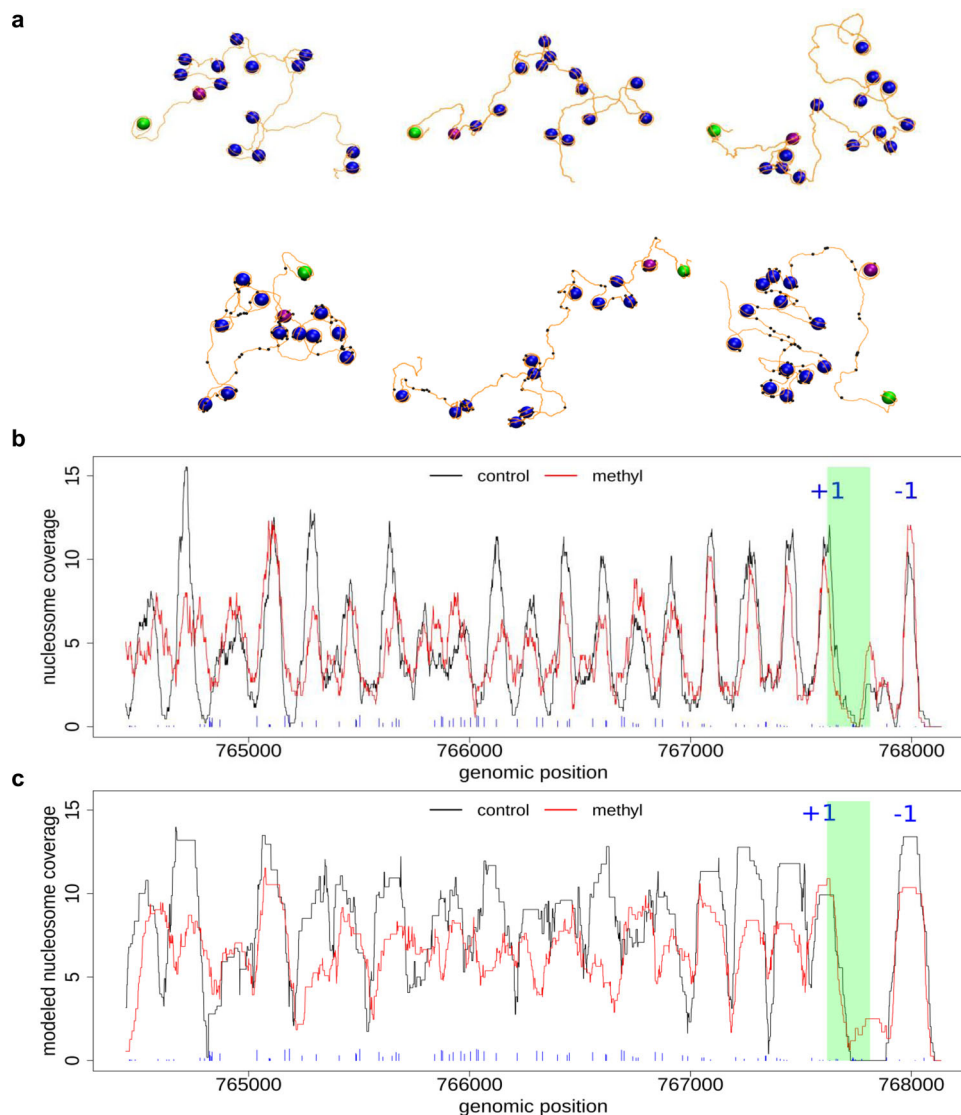 a
b
control methyl
+1 -1
nucleosome coverage
15
10
5
0
765000 766000 767000 768000
genomic position
c
control methyl
+1 -1
modeled nucleosome coverage
15
10
5
0
765000 766000 767000 768000
genomic position